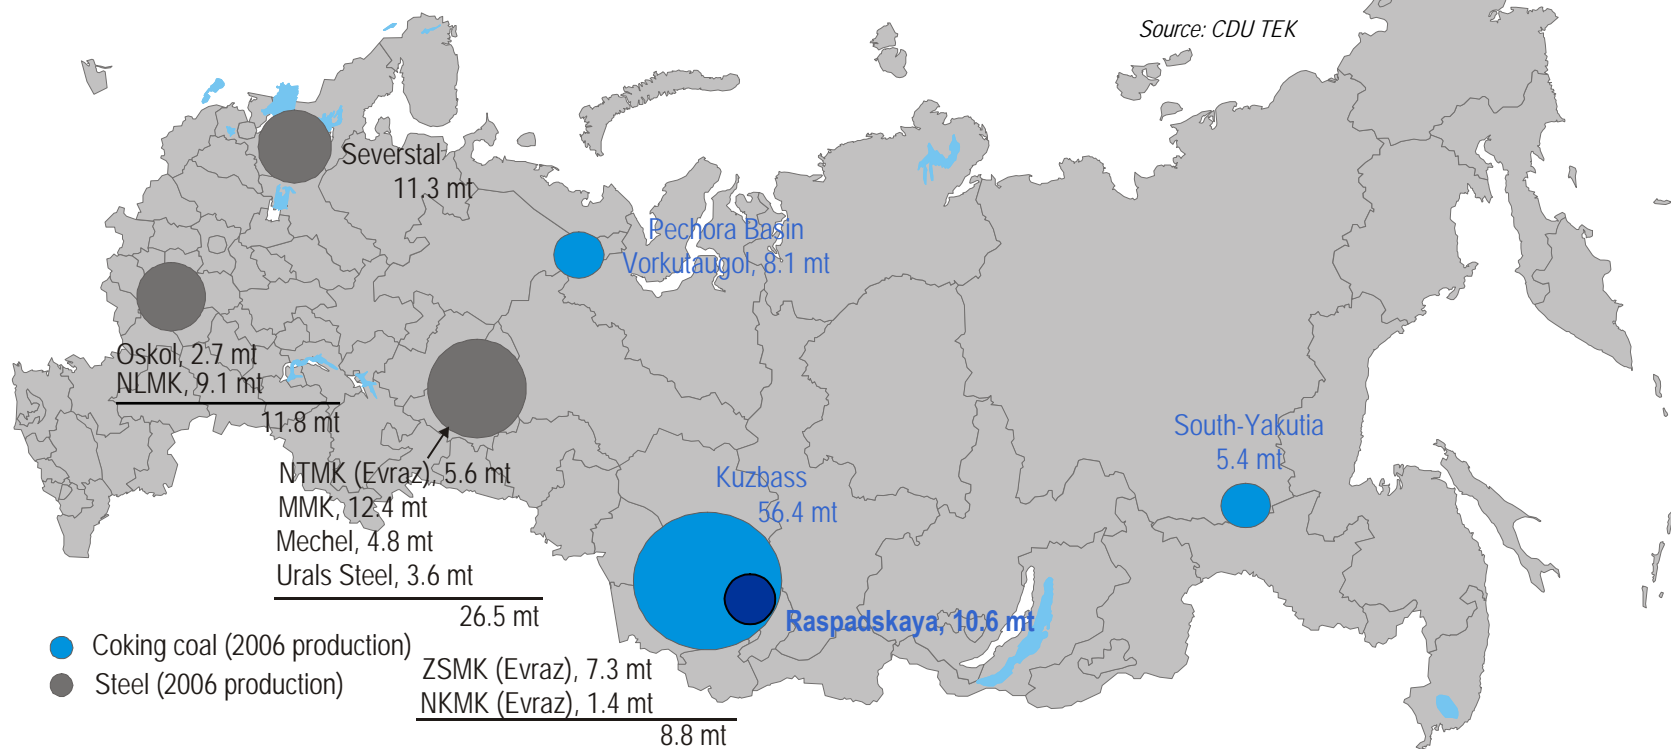 Source: CDU TEK
Severstal
11.3 mt
Pechora Basin
Vorkutaugol, 8.1 mt
Oskol, 2.7 mt
NLMK, 9.1 mt
11.8 mt
South-Yakutia
5.4 mt
NTMK (Evraz), 5.6 mt
MMK, 12.4 mt
Mechel, 4.8 mt
Urals Steel, 3.6 mt
26.5 mt
Kuzbass
56.4 mt
Raspadskaya, 10.6 mt
Coking coal (2006 production)
Steel (2006 production)
ZSMK (Evraz), 7.3 mt
NKMK (Evraz), 1.4 mt
8.8 mt